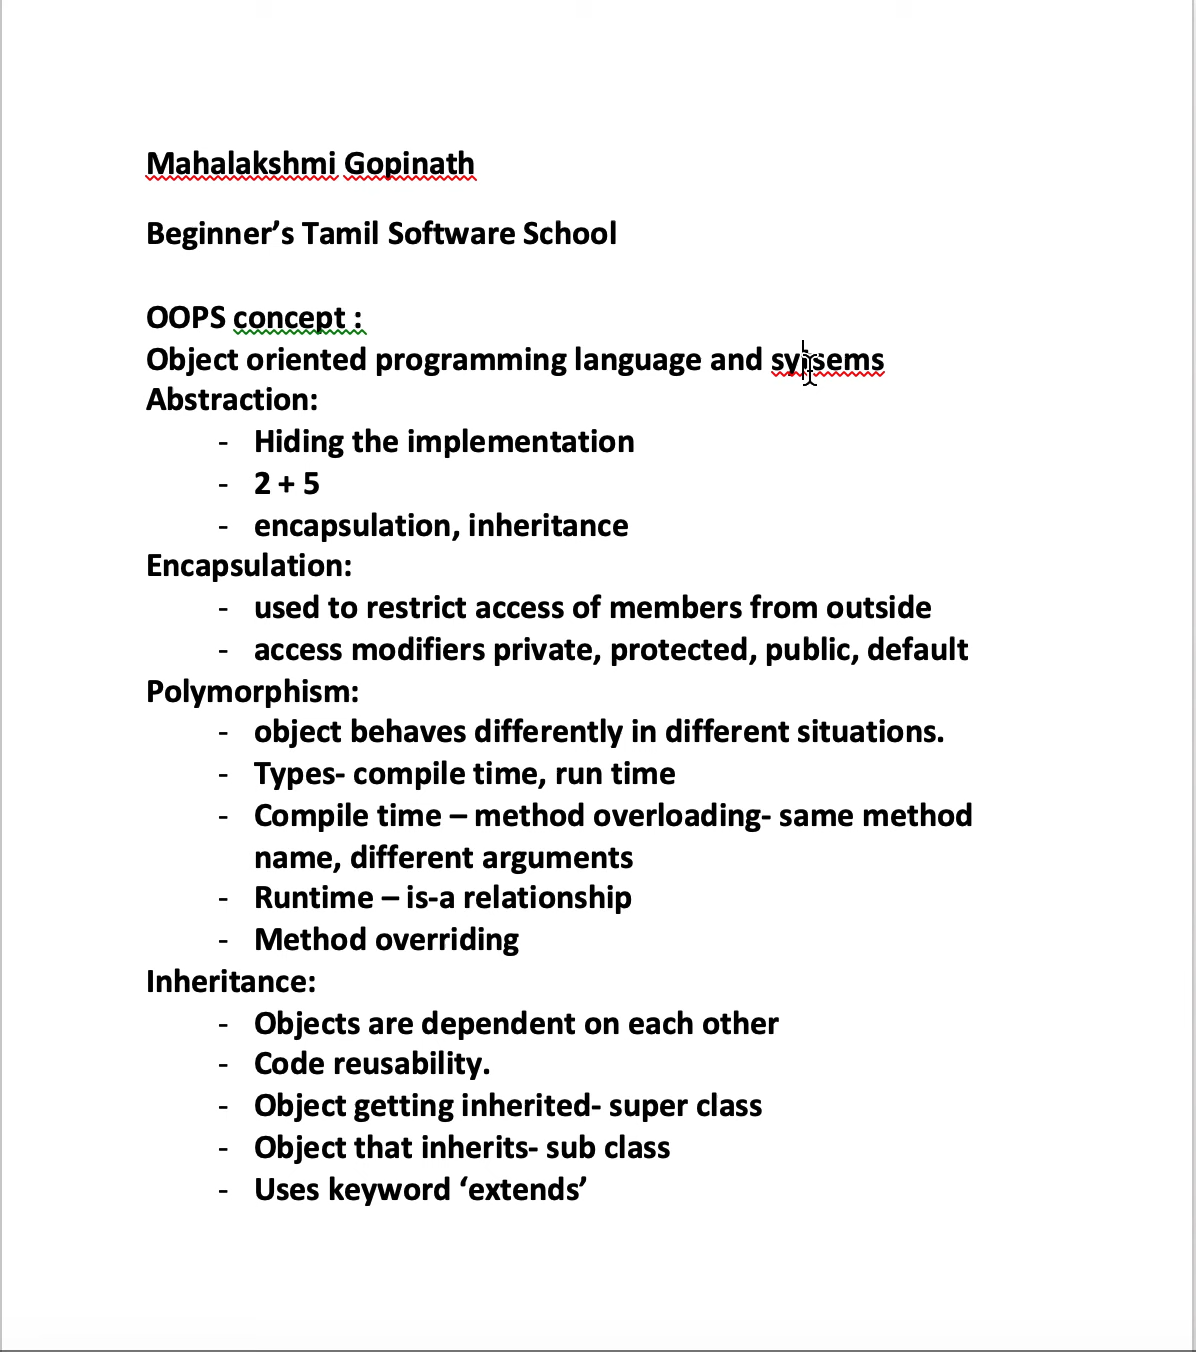 Mahalakshmi Gopinath
Beginner’s Tamil Software School
OOPS concept :
Object oriented programming language and
Abstraction:
- Hiding the implementation
- 2 + 5
- encapsulation, inheritance
Encapsulation:
- used to restrict access of members from outside
- access modifiers private, protected, public, default
Polymorphism:
- object behaves differently in different situations.
- Types- compile time, run time
- Compile time – method overloading- same method
name, different arguments
- Runtime – is-a relationship
- Method overriding
Inheritance:
- Objects are dependent on each other
- Code reusability.
- Object getting inherited- super class
- Object that inherits- sub class
- Uses keyword ‘extends’